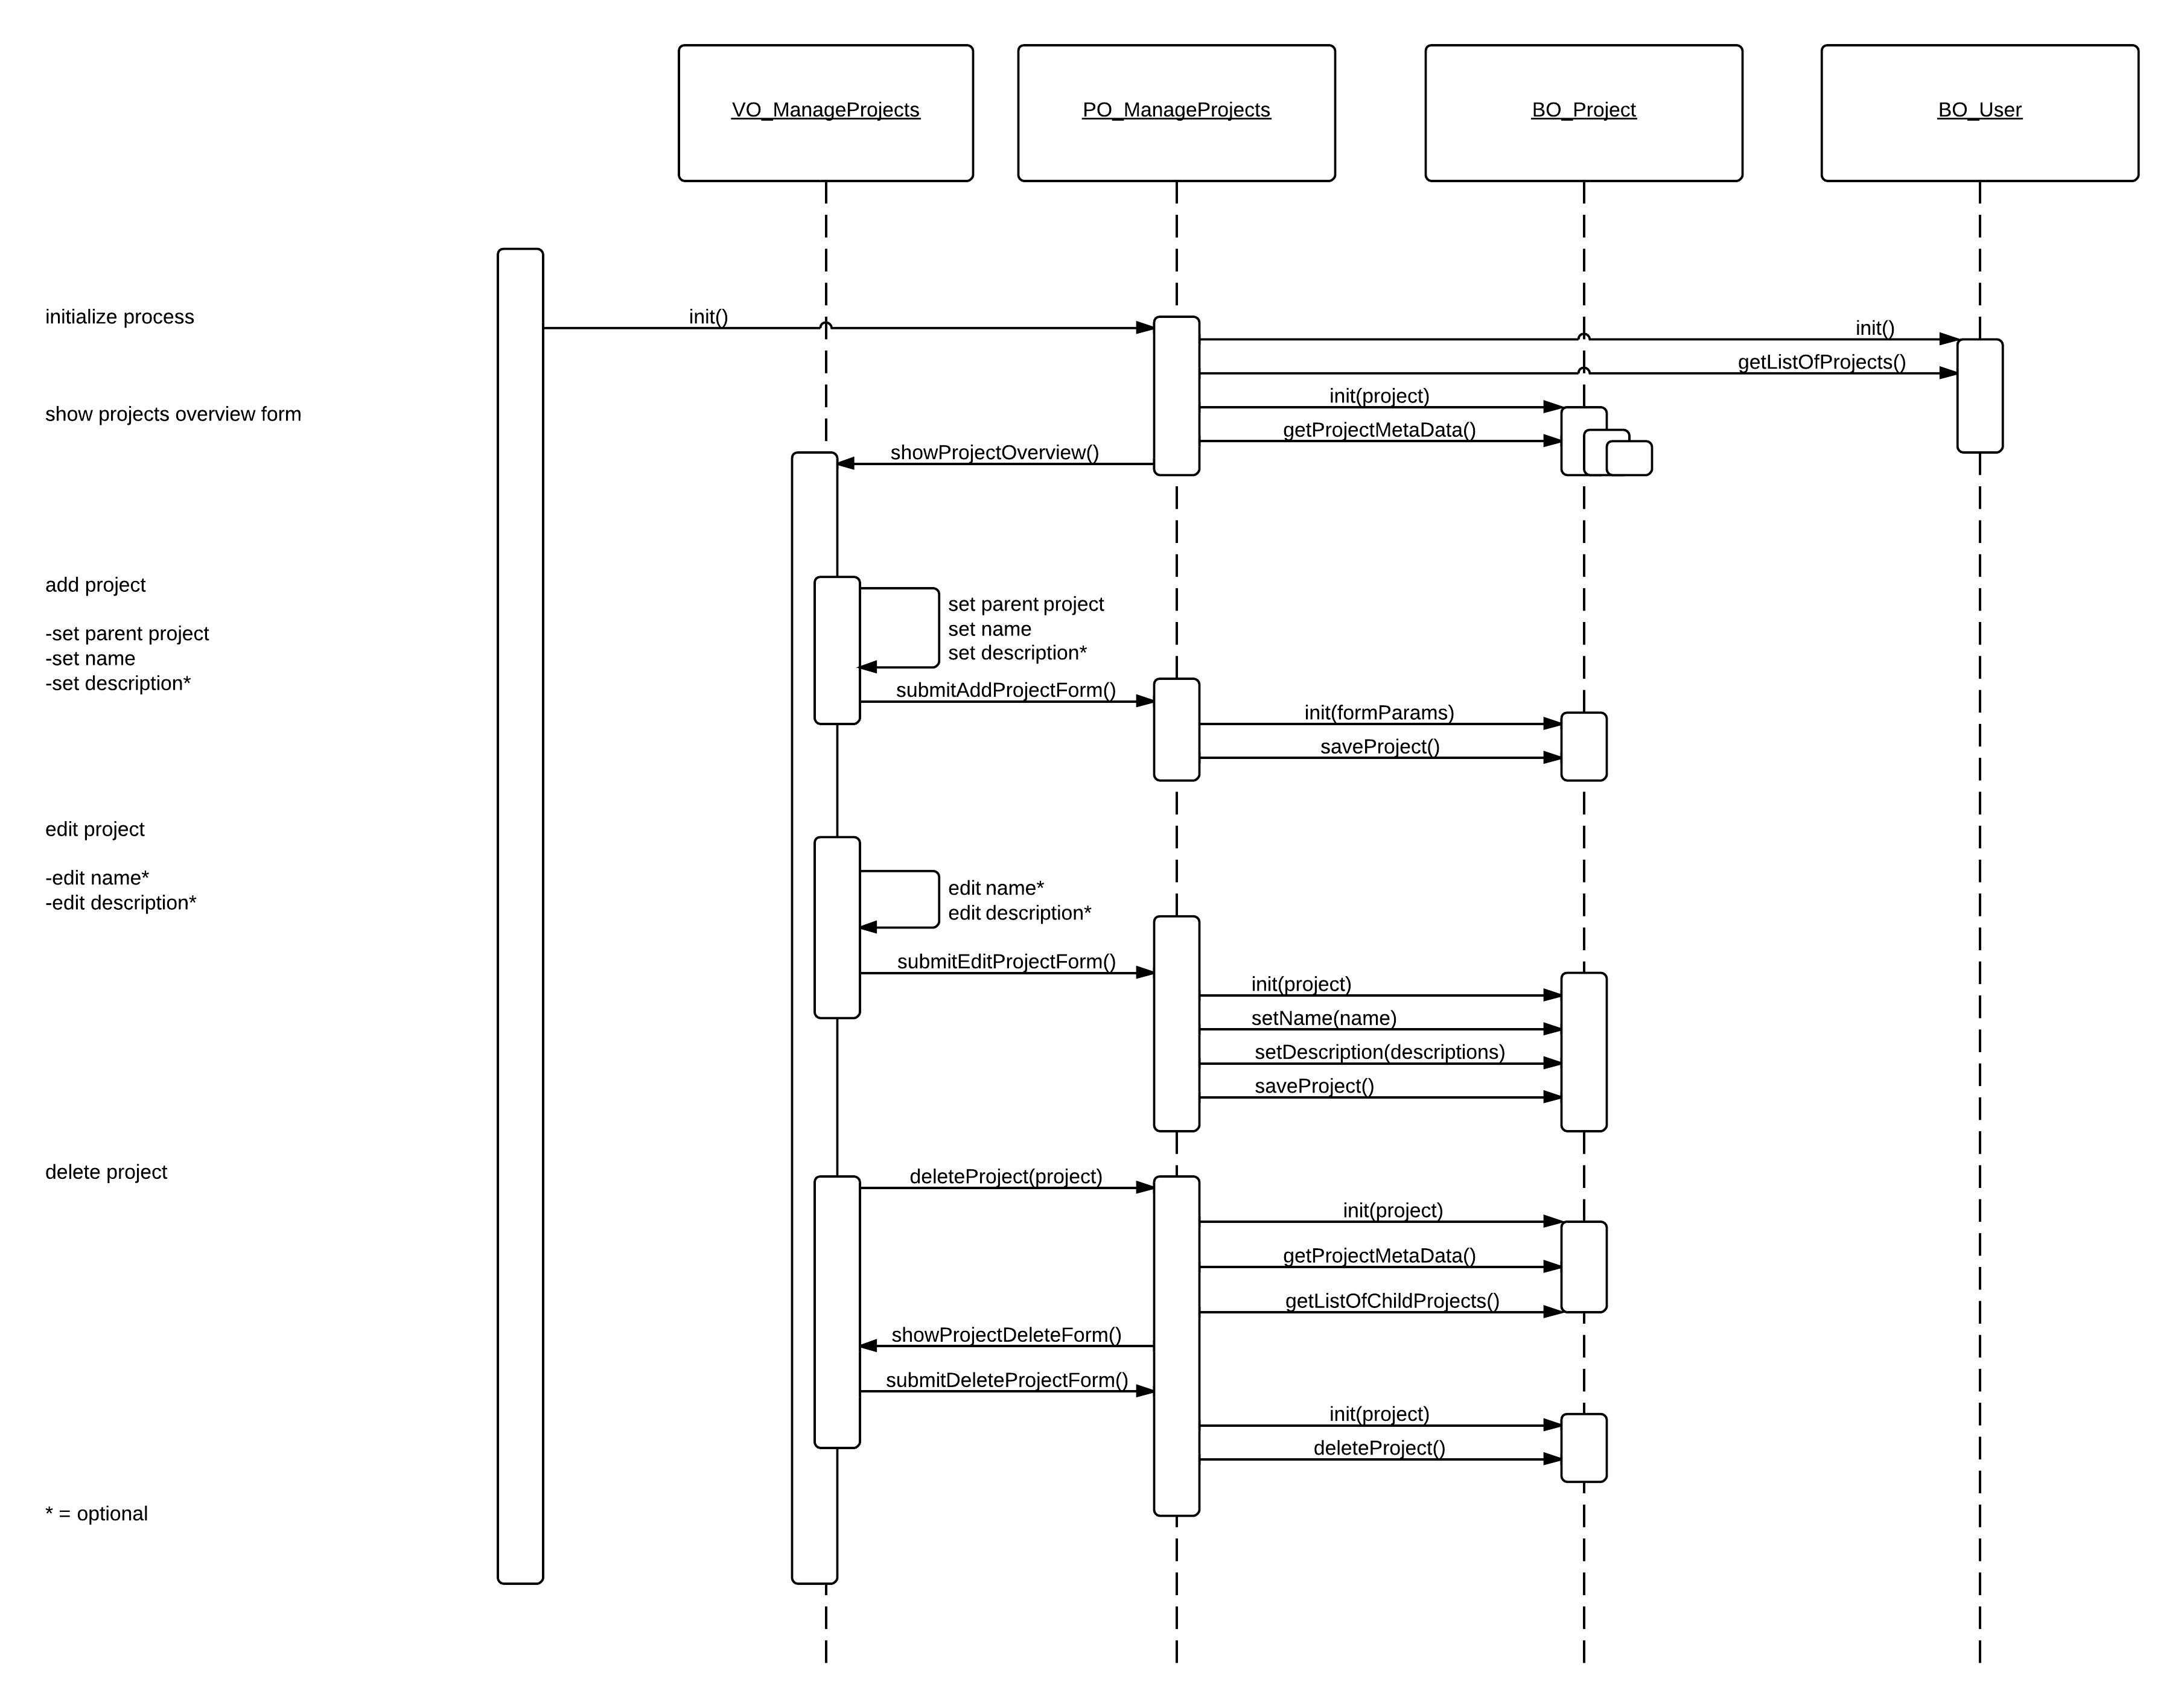 VO_ManageProjects
PO_ManageProjects
BO_Project
BO_User
initialize process
init()
init()
getListOfProjects()
init(project)
show projects overview form
getProjectMetaData()
showProjectOverview()
add project
set parent project
set name
set description*
-set parent project
-set name
-set description*
submitAddProjectForm()
init(formParams)
saveProject()
edit project
-edit name*
-edit description*
edit name*
edit description*
submitEditProjectForm()
init(project)
setName(name)
setDescription(descriptions)
saveProject()
delete project
deleteProject(project)
init(project)
getProjectMetaData()
getListOfChildProjects()
showProjectDeleteForm()
submitDeleteProjectForm()
init(project)
deleteProject()
* = optional